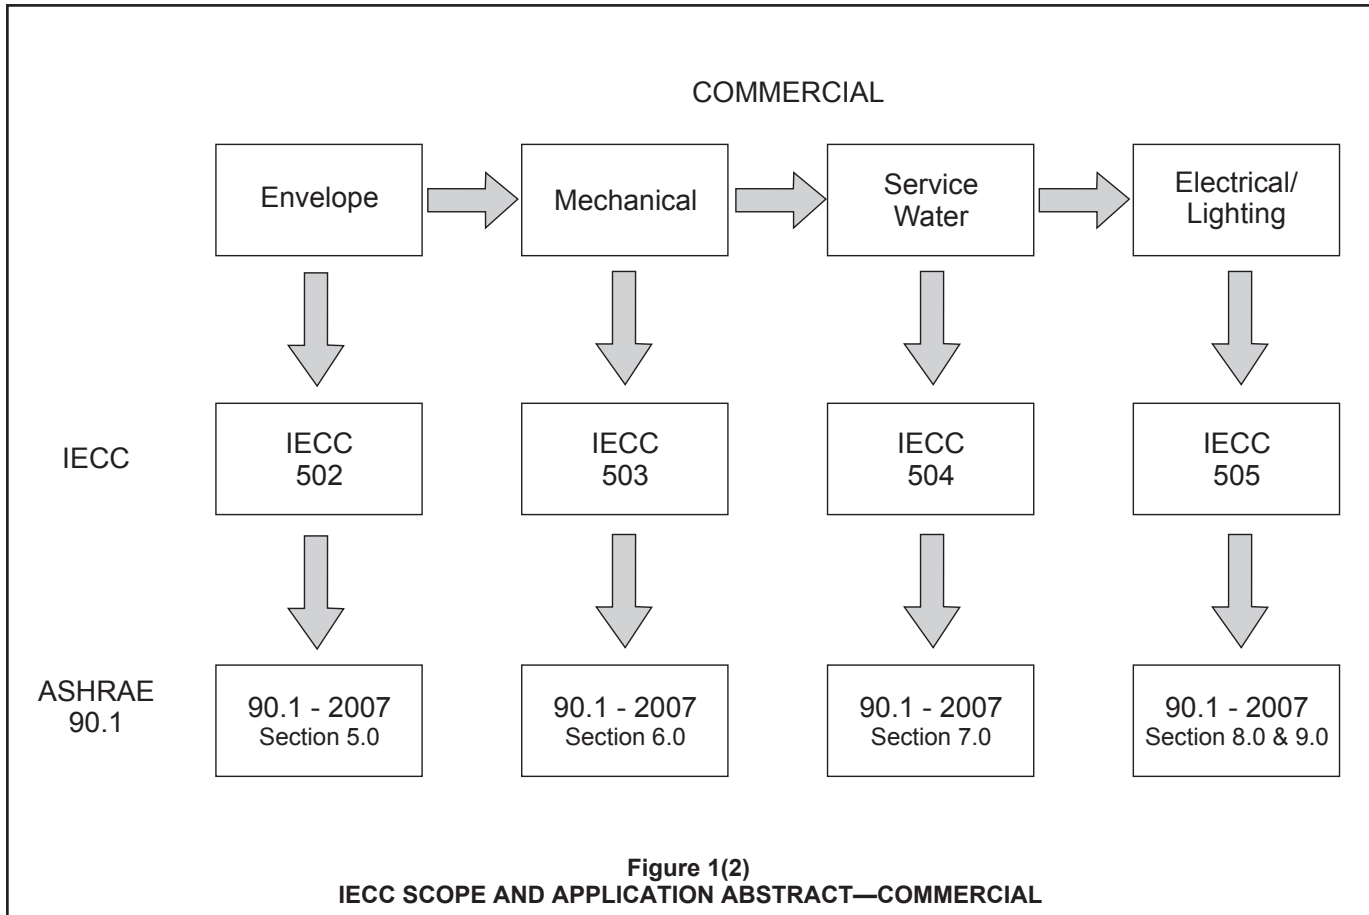 COMMERCIAL
Envelope
Mechanical
Service
Water
Electrical/
Lighting
IECC
IECC
502
IECC
503
IECC
504
IECC
505
ASHRAE
90.1
90.1 - 2007
Section 5.0
90.1 - 2007
Section 6.0
90.1 - 2007
Section 7.0
90.1 - 2007
Section 8.0 & 9.0
Figure 1(2)
IECC SCOPE AND APPLICATION ABSTRACT—COMMERCIAL